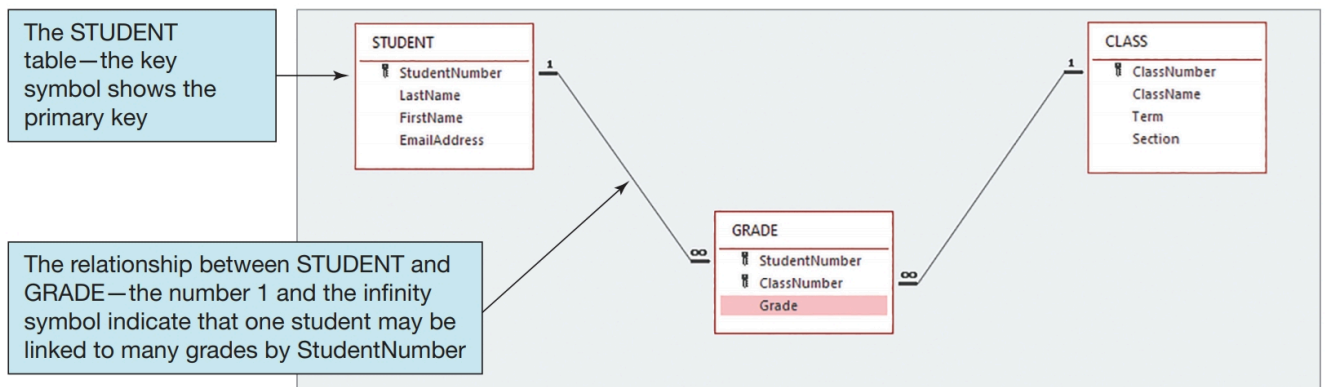 The STUDENT
table—the key
symbol shows the
primary key
STUDENT
StudentNumber
LastName
FirstName
EmailAddress
1
1
CLASS
ClassNumber
ClassName
Term
Section
The relationship between STUDENT and
GRADE—the number 1 and the infinity
symbol indicate that one student may be
linked to many grades by StudentNumber
∞
GRADE
StudentNumber
ClassNumber
Grade
∞